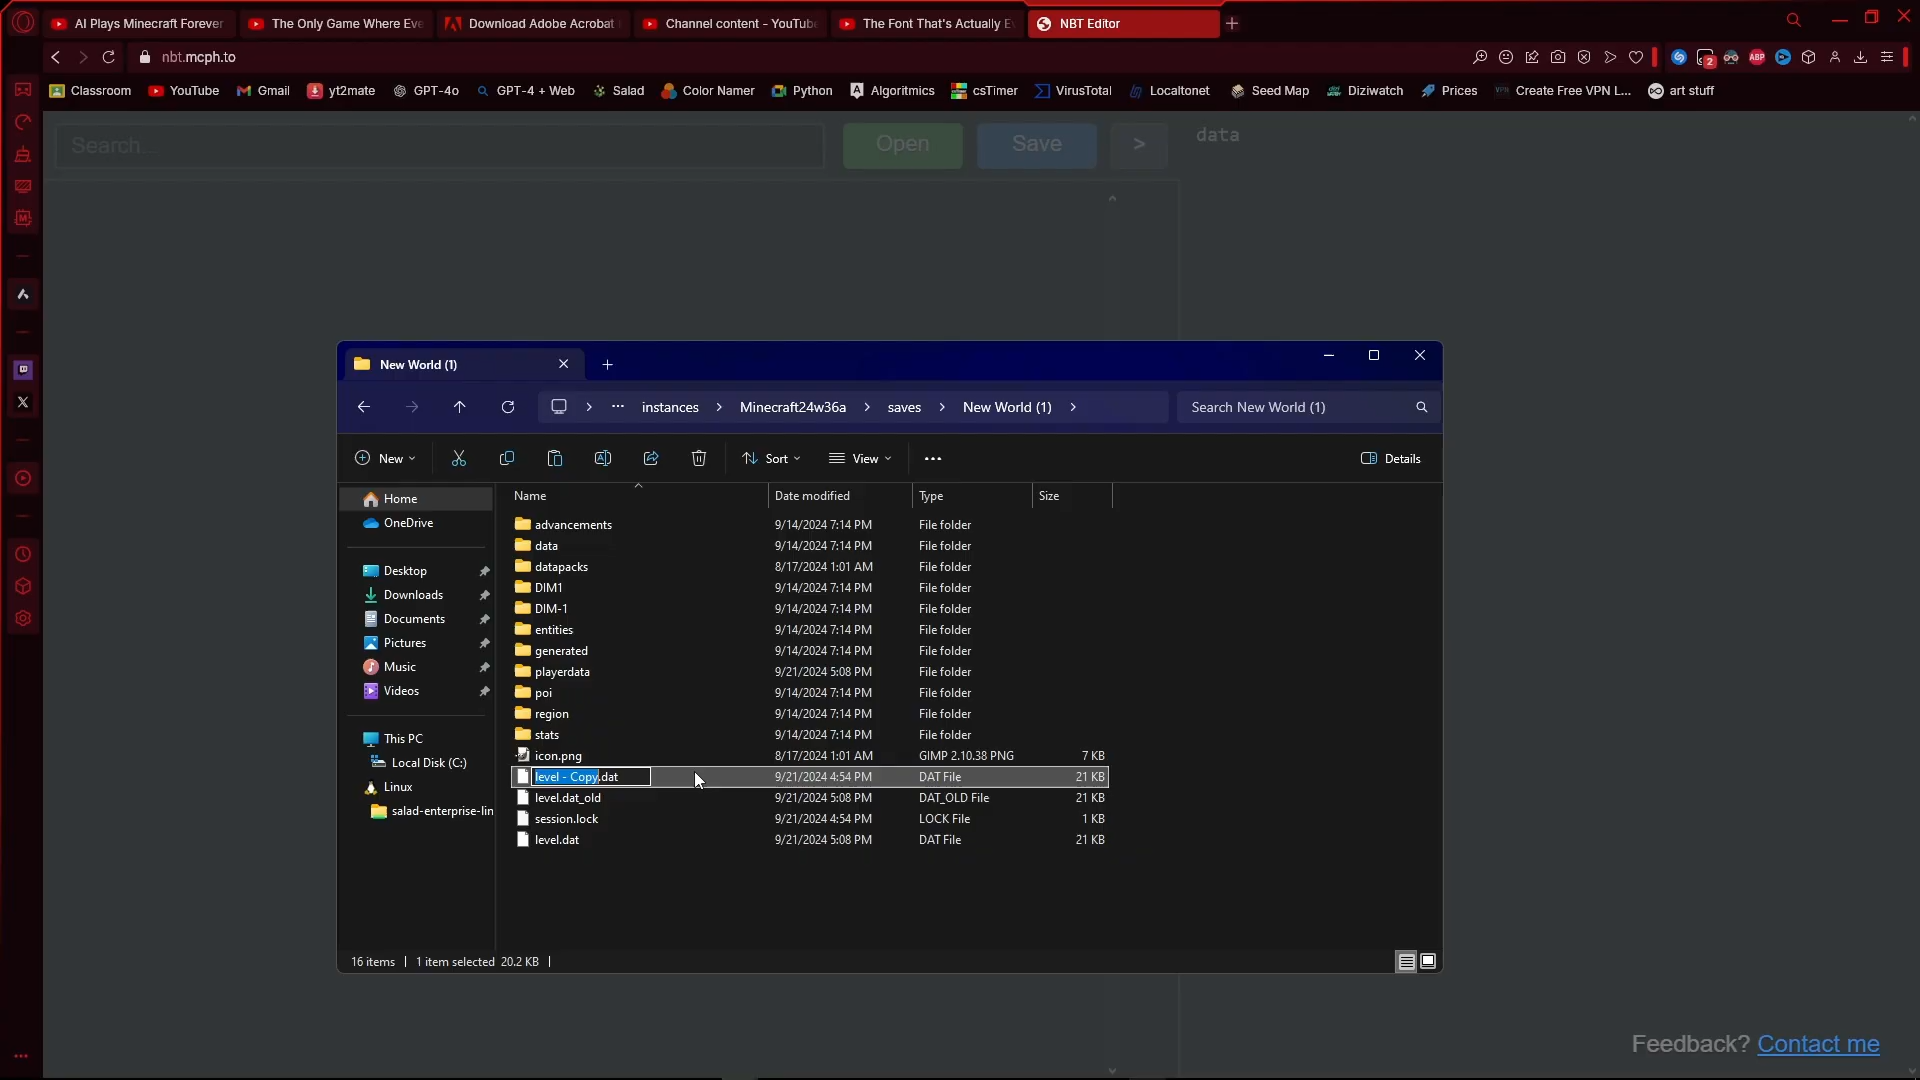 AI Plays Minecraft Forever
The Only Game Where Eve
Download Adobe Acrobat
Channel content - YouTube
The Font That's Actually E
NBT Editor
nbt.mcph.to
2
ABP
Classroom
YouTube
Gmail
yt2mate
GPT-4o
GPT-4 + Web
Salad
Color Namer
Python
Algoritmics
csTimer
VirusTotal
Localtonet
Seed Map
Diziwatch
Prices
Create Free VPN L...
art stuff
Search...
Open
Save
>
data
New World (1)
instances > Minecraft24w36a > saves > New World (1) >
Search New World (1)
New
Sort
View
Details
Home
OneDrive
Desktop
Downloads
Documents
Pictures
Music
Videos
This PC
Local Disk (C:)
Linux
salad-enterprise-lin
Name Date modified Type Size
advancements 9/14/2024 7:14 PM File folder
data 9/14/2024 7:14 PM File folder
datapacks 8/17/2024 1:01 AM File folder
DIM1 9/14/2024 7:14 PM File folder
DIM-1 9/14/2024 7:14 PM File folder
entities 9/14/2024 7:14 PM File folder
generated 9/14/2024 7:14 PM File folder
playerdata 9/21/2024 5:08 PM File folder
poi 9/14/2024 7:14 PM File folder
region 9/14/2024 7:14 PM File folder
stats 9/14/2024 7:14 PM File folder
icon.png 8/17/2024 1:01 AM GIMP 2.10.38 PNG 7 KB
level - Copy.dat 9/21/2024 4:54 PM DAT File 21 KB
level.dat_old 9/21/2024 5:08 PM DAT_OLD File 21 KB
session.lock 9/21/2024 4:54 PM LOCK File 1 KB
level.dat 9/21/2024 5:08 PM DAT File 21 KB
16 items | 1 item selected 20.2 KB |
Feedback? Contact me